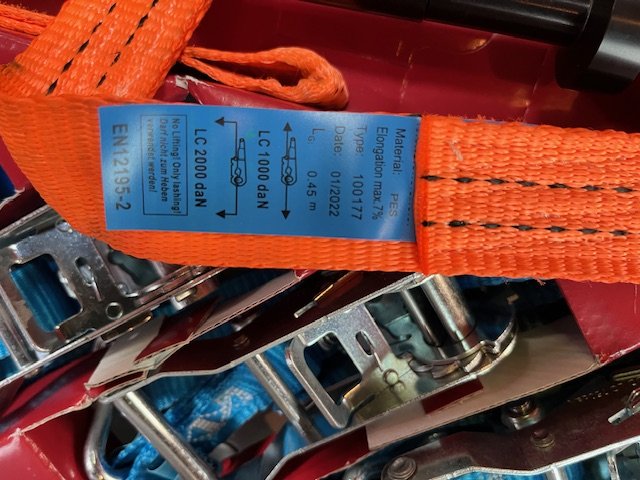 Material: PES
Elongation max.7%
Type: 100177
Date: 01/2022
LG: 0.45 m
LC 1000 daN
LC 2000 daN
No Lifting! Only lashing!
Darf nicht zum Heben
verwendet werden!
EN12195-2